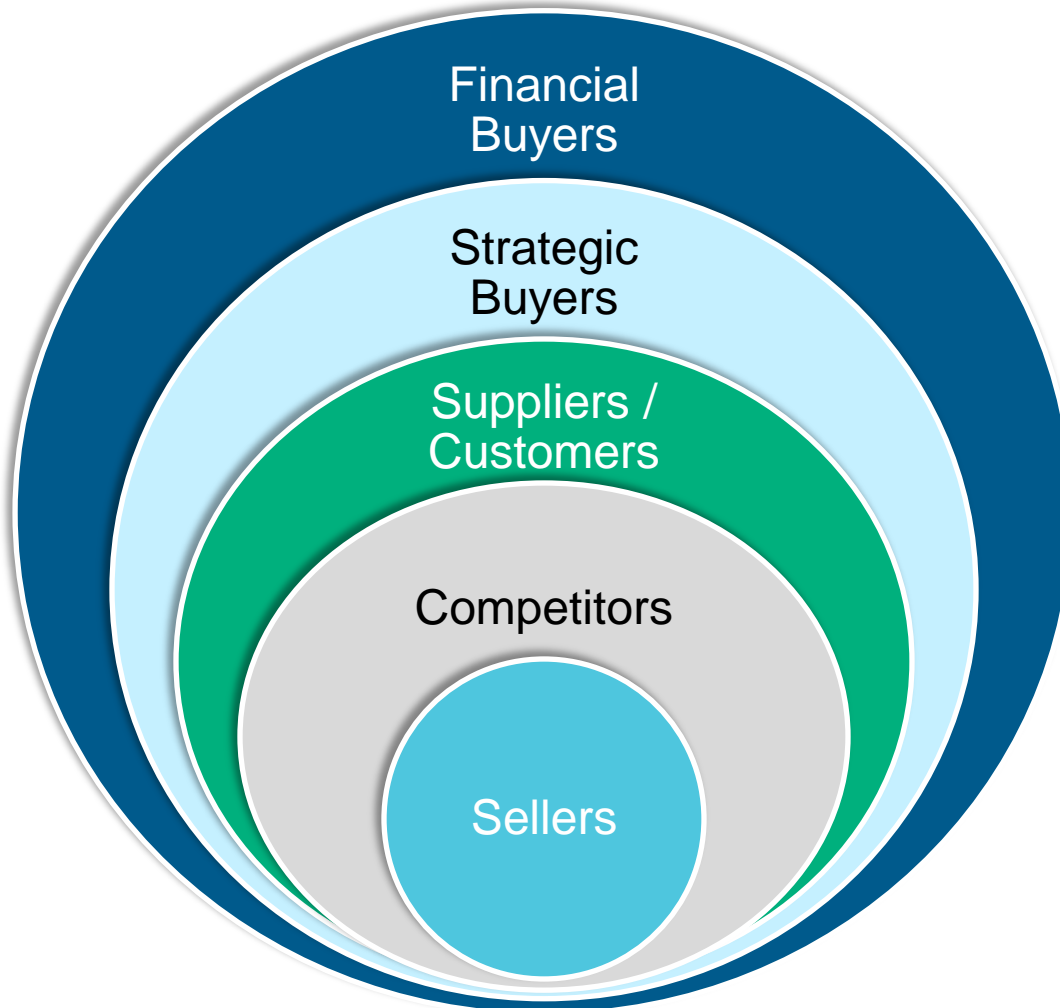 Financial
Buyers
Strategic
Buyers
Suppliers /
Customers
Competitors
Sellers